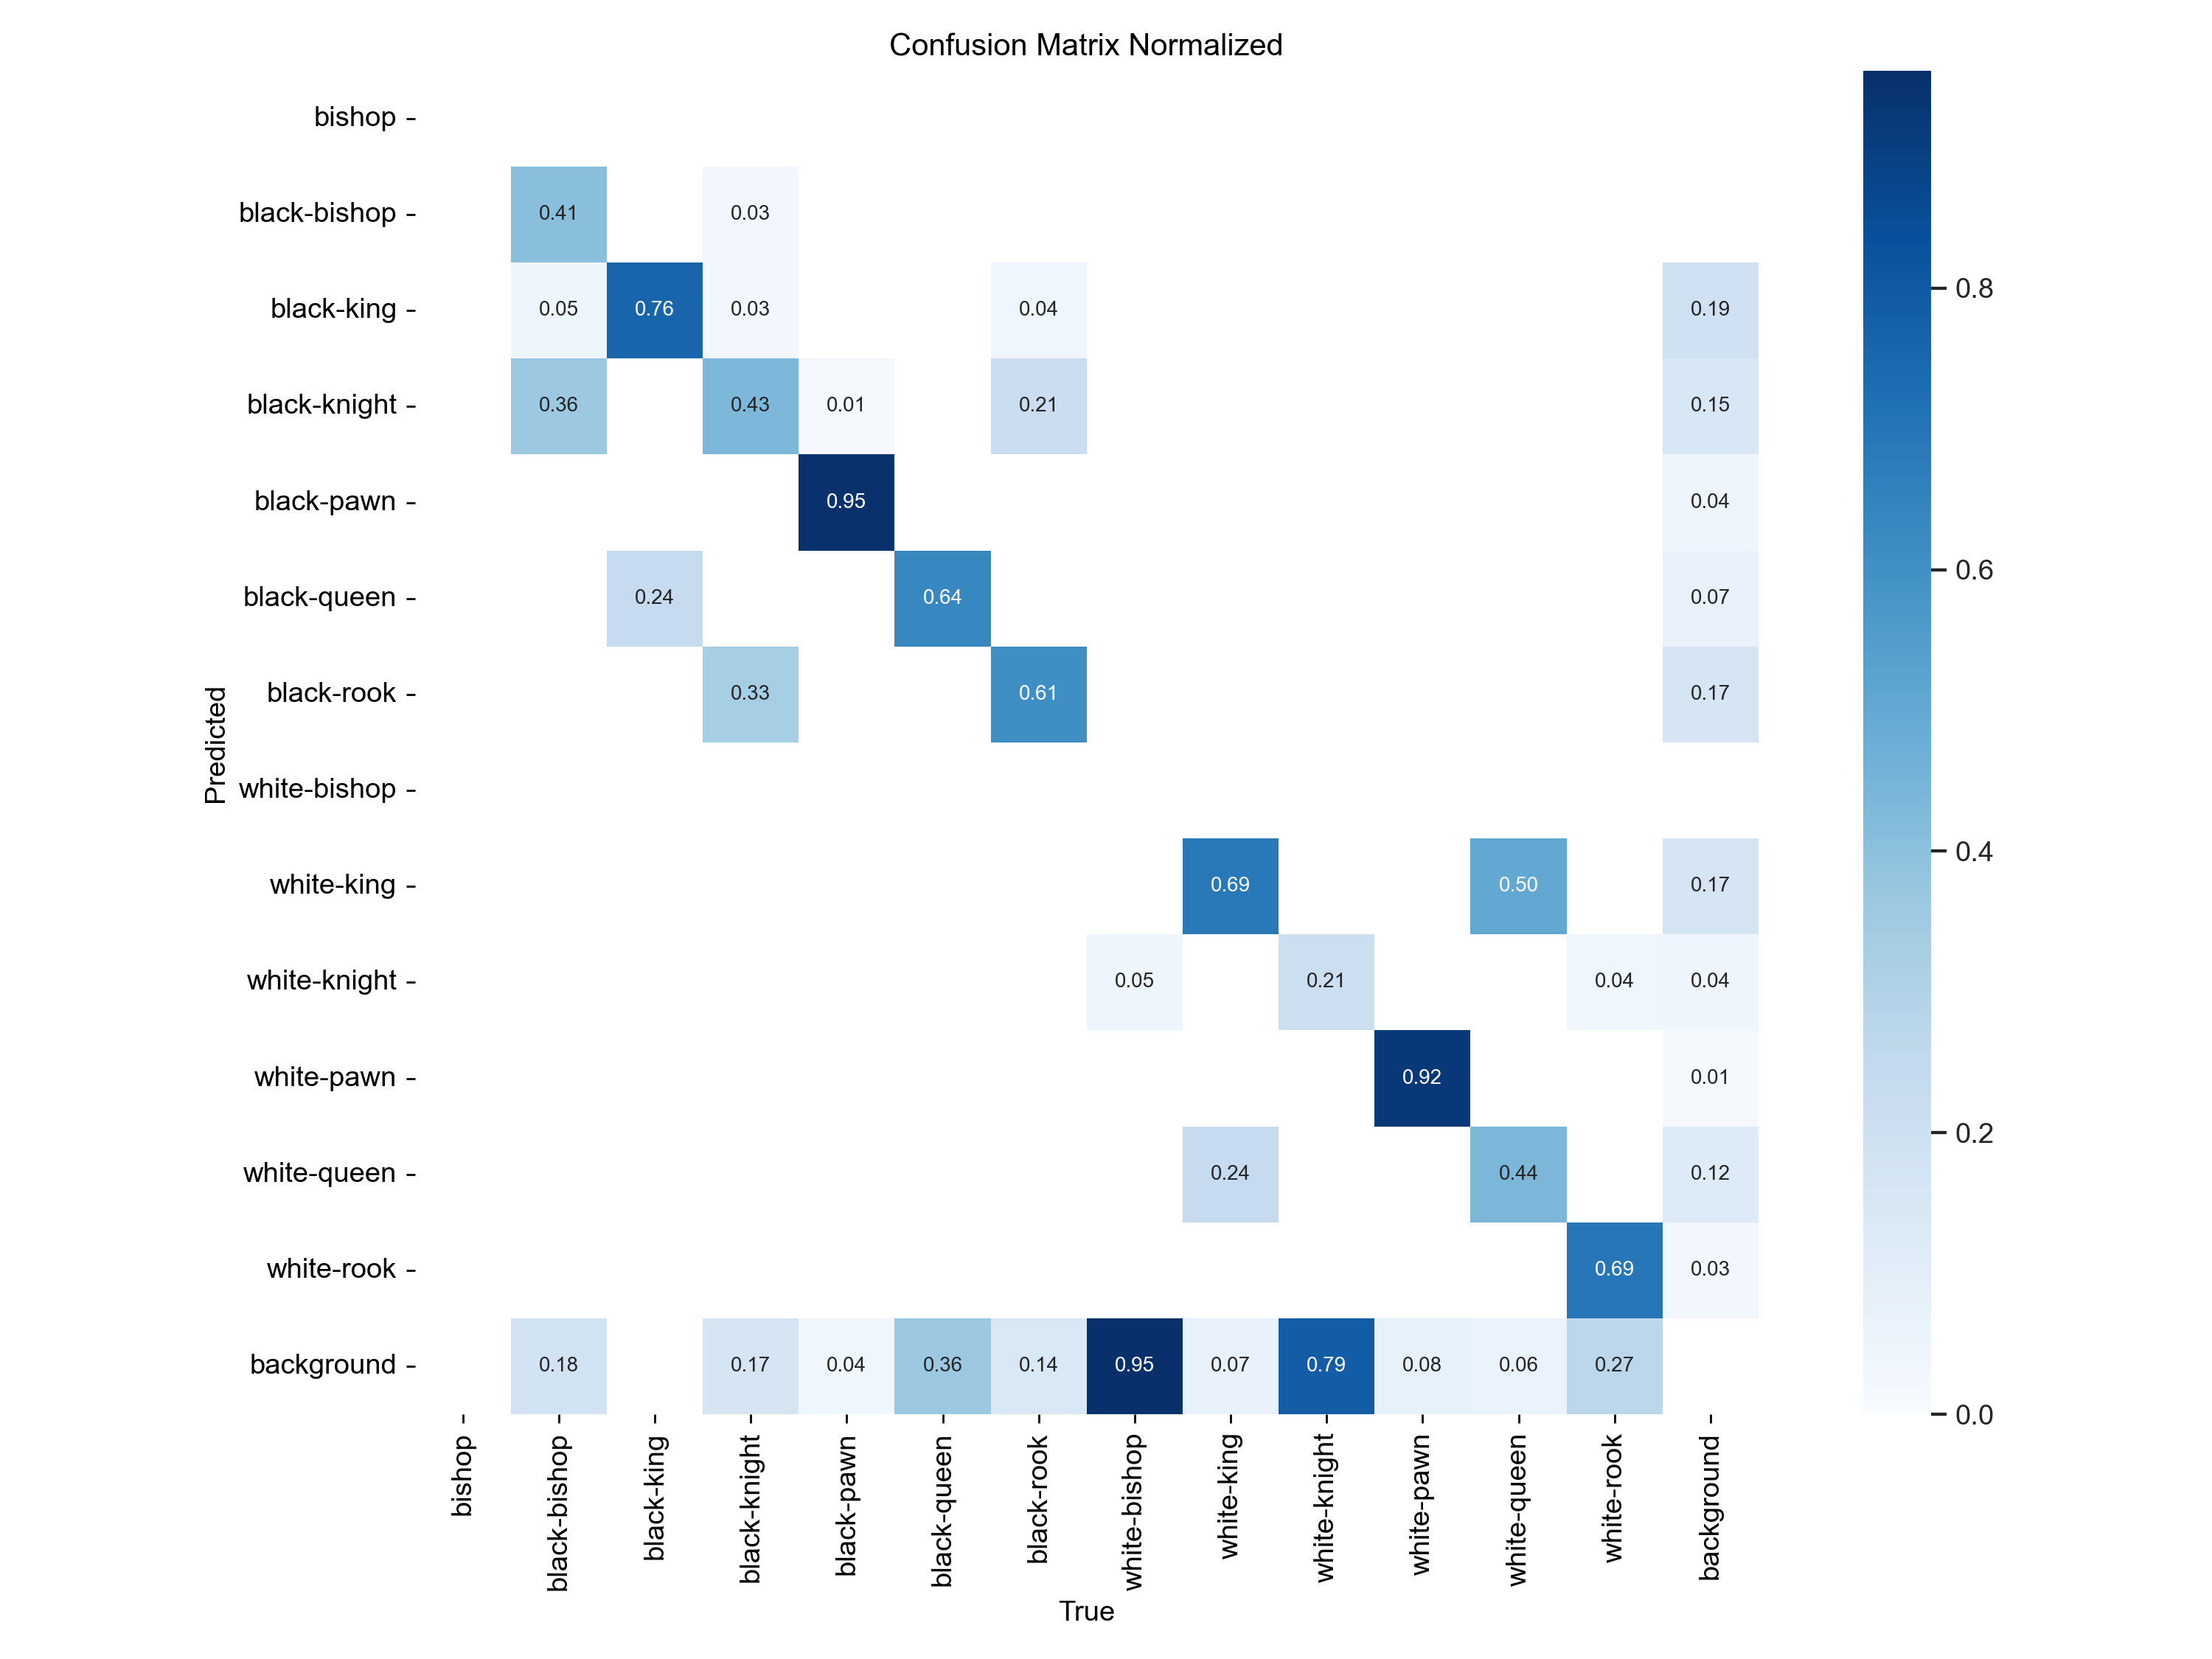 Confusion Matrix Normalized
bishop
black-bishop 0.41 0.03
black-king 0.05 0.76 0.03 0.04 0.19
0.8
black-knight 0.36 0.43 0.01 0.21 0.15
black-pawn 0.95 0.04
black-queen 0.24 0.64 0.07
0.6
black-rook 0.33 0.61 0.17
Predicted
white-bishop
white-king 0.69 0.50 0.17
0.4
white-knight 0.05 0.21 0.04 0.04
white-pawn 0.92 0.01
0.2
white-queen 0.24 0.44 0.12
white-rook 0.69 0.03
background 0.18 0.17 0.04 0.36 0.14 0.95 0.07 0.79 0.08 0.06 0.27
0.0
bishop
black-bishop
black-king
black-knight
black-pawn
black-queen
black-rook
white-bishop
white-king
white-knight
white-pawn
white-queen
white-rook
background
True